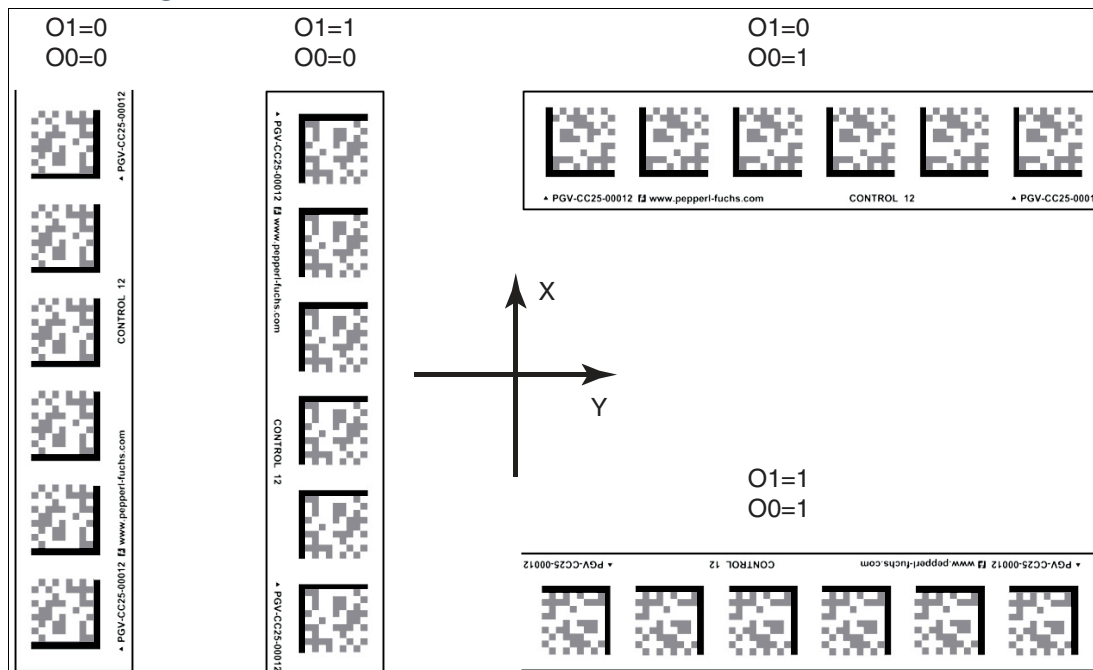 O1=0
O0=0
O1=1
O0=0
O1=0
O0=1
▲ PGV-CC25-00012 www.pepperl-fuchs.com CONTROL 12 ▲ PGV-CC25-00012
▲ PGV-CC25-00012 www.pepperl-fuchs.com CONTROL 12 ▲ PGV-CC25-00012
▲ PGV-CC25-00012 www.pepperl-fuchs.com CONTROL 12 ▲ PGV-CC25-0001
X
Y
O1=1
O0=1
▲ PGV-CC25-00012 www.pepperl-fuchs.com CONTROL 12 ▲ PGV-CC25-00012